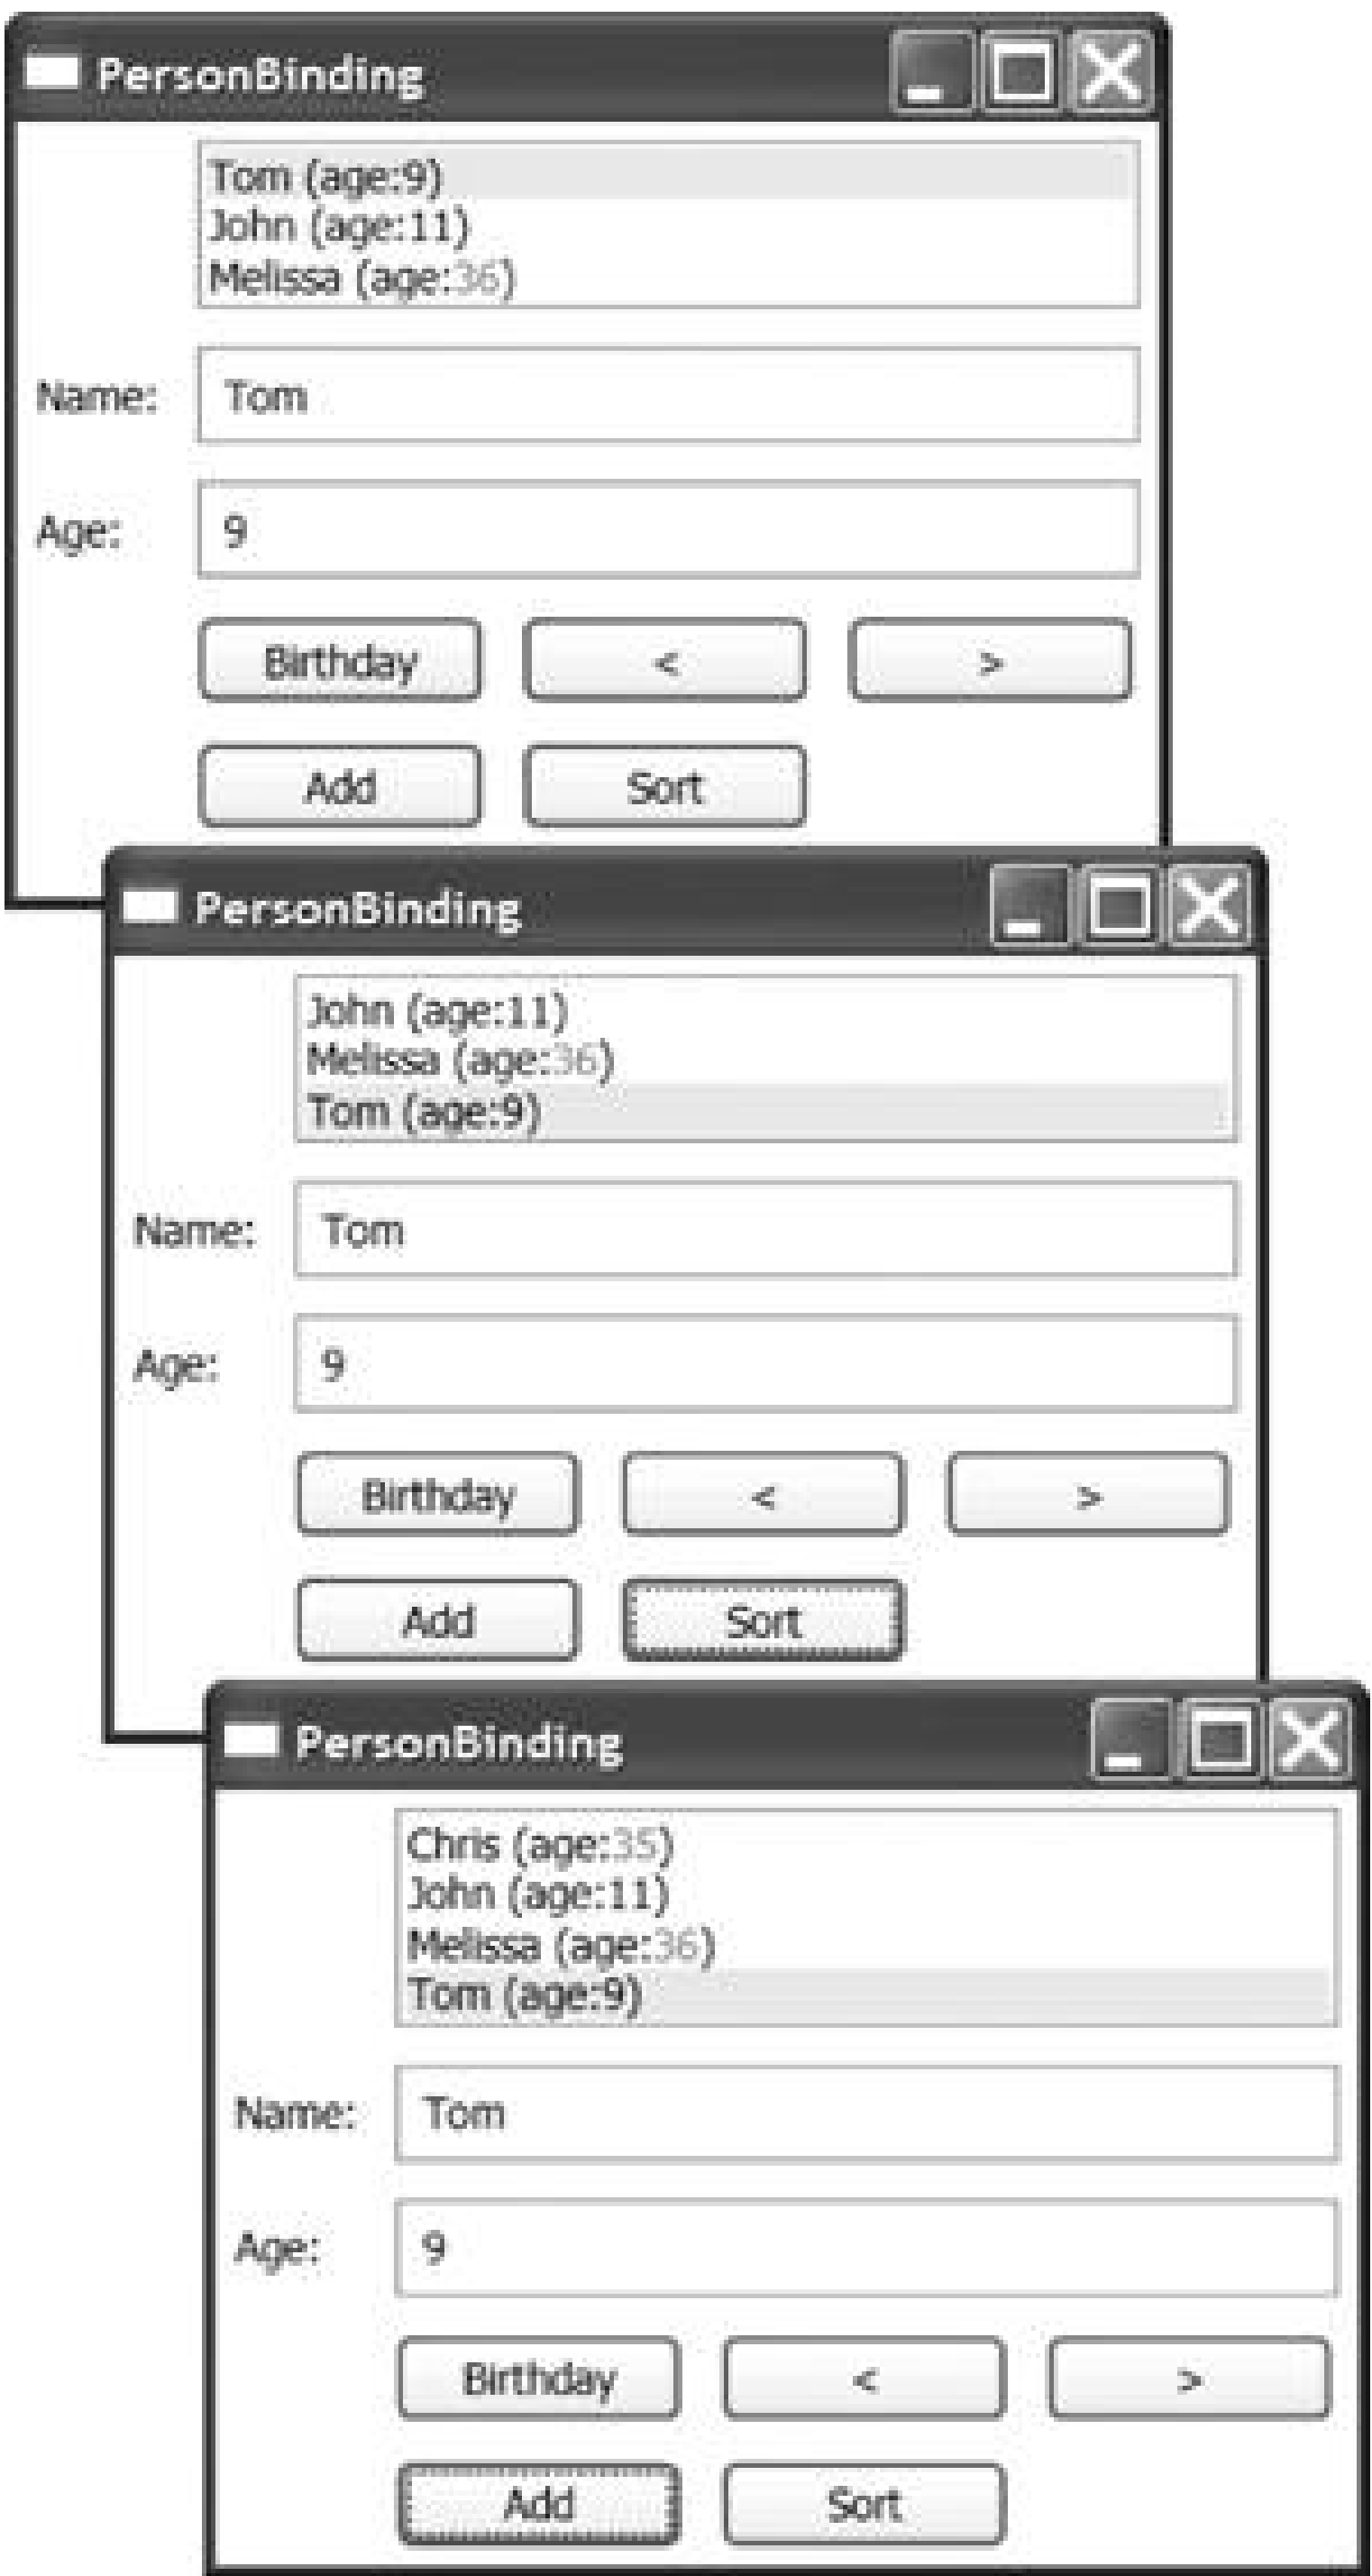 PersonBinding
Tom (age:9)
John (age:11)
Melissa (age:36)
Name: Tom
Age: 9
Birthday < >
Add Sort
PersonBinding
John (age:11)
Melissa (age:36)
Tom (age:9)
Name: Tom
Age: 9
Birthday < >
Add Sort
PersonBinding
Chris (age:35)
John (age:11)
Melissa (age:36)
Tom (age:9)
Name: Tom
Age: 9
Birthday < >
Add Sort